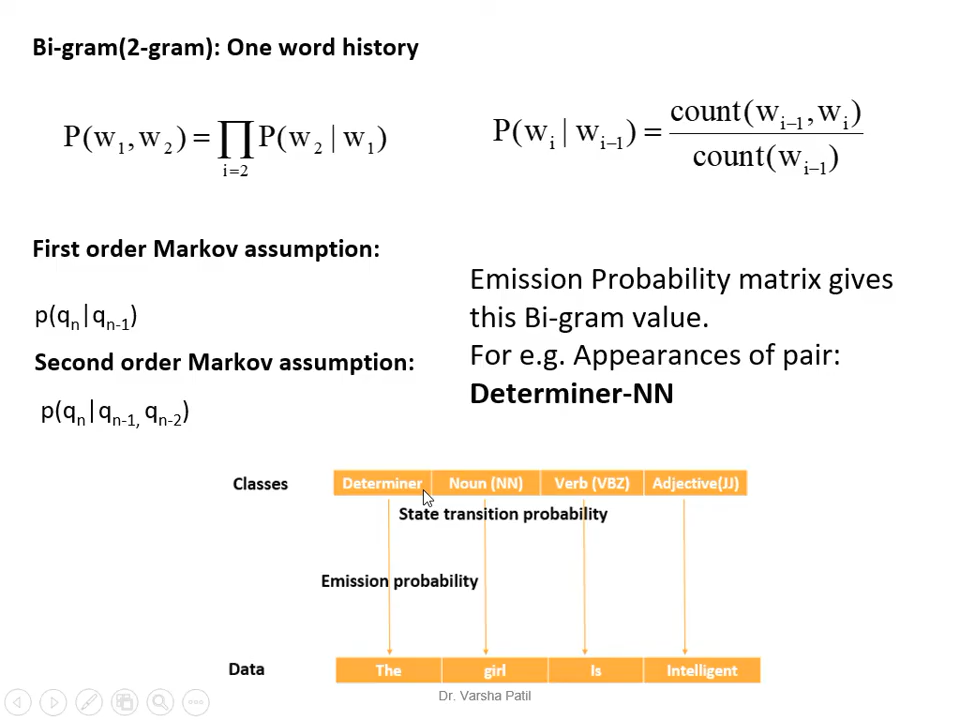 Bi-gram(2-gram): One word history
P(w1,w2) = ∏ P(w2 | w1)
i=2
P(wi | wi−1) = count(wi−1,wi)
count(wi−1)
First order Markov assumption:
p(qn|qn-1)
Second order Markov assumption:
p(qn|qn-1, qn-2)
Emission Probability matrix gives
this Bi-gram value.
For e.g. Appearances of pair:
Determiner-NN
Classes Determiner Noun (NN) Verb (VBZ) Adjective(JJ)
State transition probability
Emission probability
Data The girl Is Intelligent
Dr. Varsha Patil